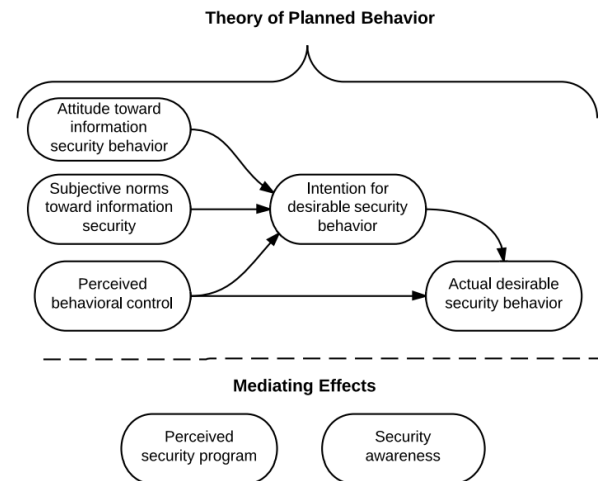 Theory of Planned Behavior
Attitude toward
information
security behavior
Subjective norms
toward information
security
Intention for
desirable security
behavior
Perceived
behavioral control
Actual desirable
security behavior
Mediating Effects
Perceived
security program
Security
awareness